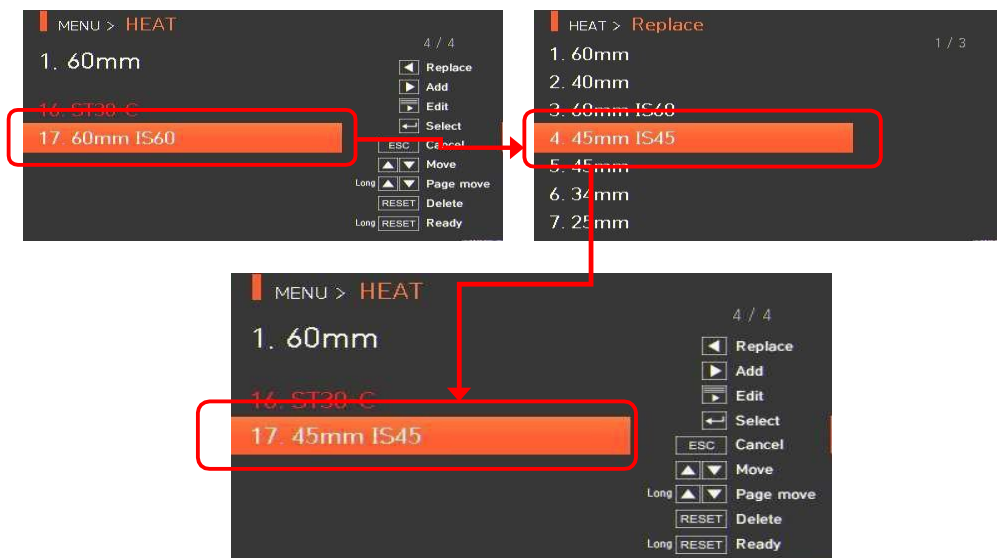 MENU > HEAT
4 / 4
1. 60mm
Replace
Add
16. ST30-C
Edit
Select
17. 60mm IS60
ESC Cancel
Move
Long Page move
RESET Delete
Long RESET Ready
HEAT > Replace
1 / 3
1. 60mm
2. 40mm
3. 60mm IS60
4. 45mm IS45
5. 45mm
6. 34mm
7. 25mm
MENU > HEAT
4 / 4
1. 60mm
Replace
Add
16. ST30-C
Edit
Select
17. 45mm IS45
ESC Cancel
Move
Long Page move
RESET Delete
Long RESET Ready